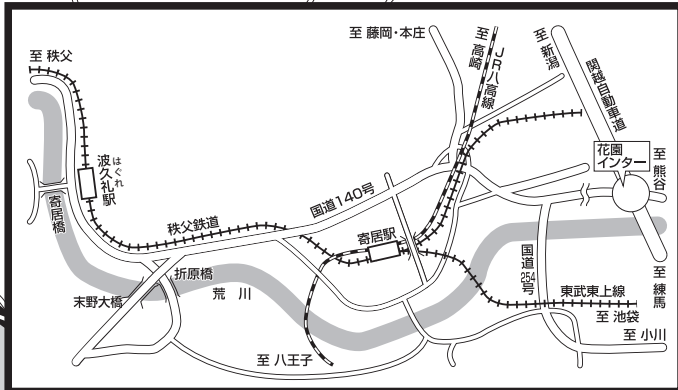 至 藤岡・本庄
至 高崎
JR八高線
至 新潟
関越自動車道
至 秩父
花園
インター
至 熊谷
波久礼駅
はぐれ
国道140号
寄居橋
秩父鉄道
寄居駅
国道254号
折原橋
至 練馬
末野大橋
荒 川
東武東上線
至 池袋
至 小川
至 八王子